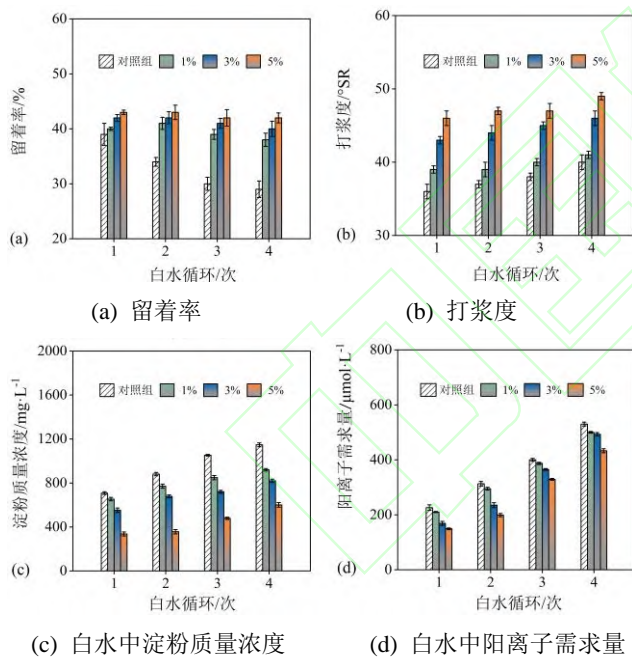 60
50
40
30
20
留着率/%
对照组 1% 3% 5%
(a)
1 2 3 4
白水循环/次
(a) 留着率
60
50
40
30
打浆度/°SR
对照组 1% 3% 5%
(b)
1 2 3 4
白水循环/次
(b) 打浆度
2000
1600
1200
800
400
0
淀粉质量浓度/mg·L⁻¹
对照组 1% 3% 5%
(c)
1 2 3 4
白水循环/次
(c) 白水中淀粉质量浓度
800
600
400
200
0
阳离子需求量/μmol·L⁻¹
对照组 1% 3% 5%
(d)
1 2 3 4
白水循环/次
(d) 白水中阳离子需求量